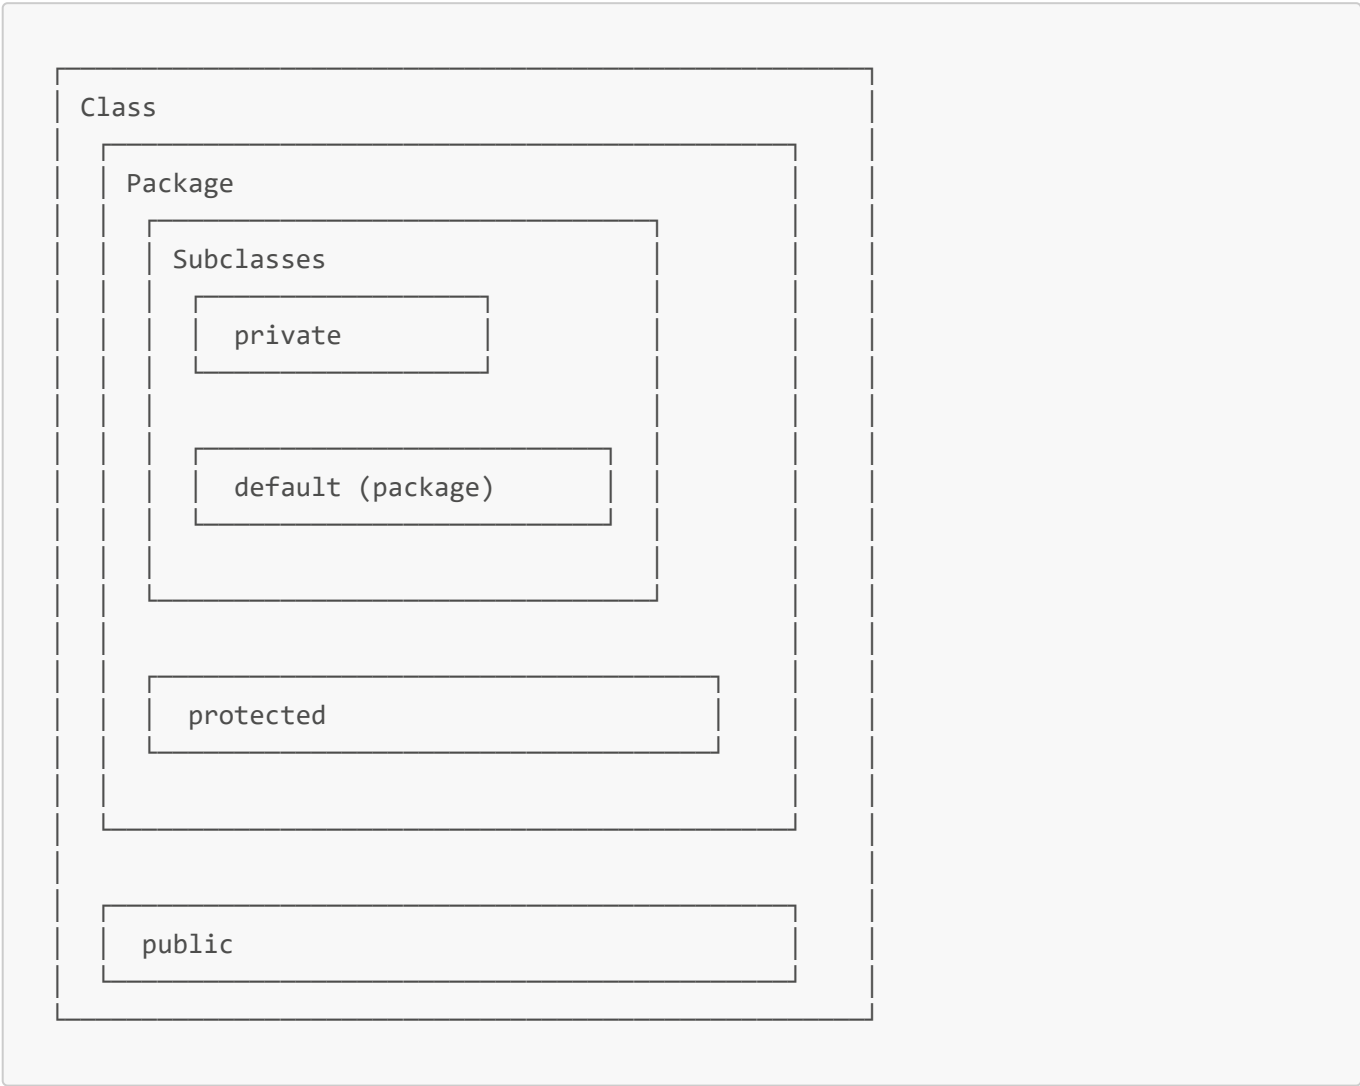 Class
Package
Subclasses
private
default (package)
protected
public